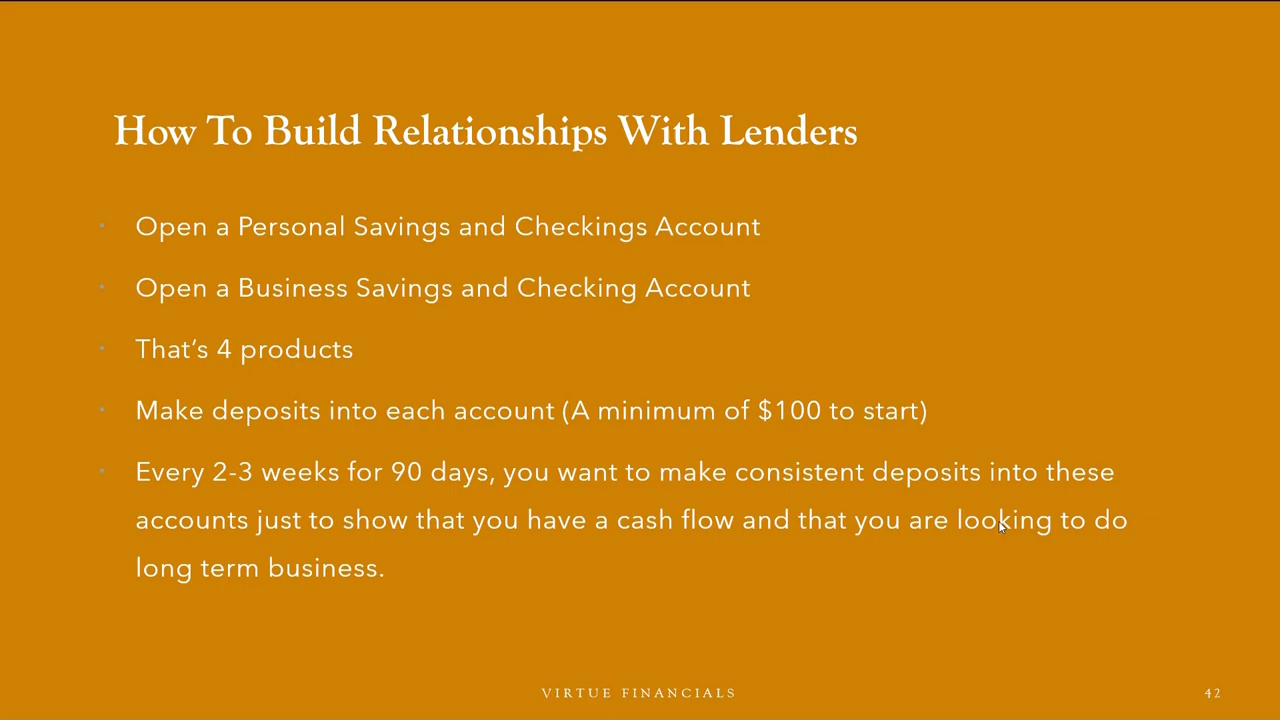 How To Build Relationships With Lenders
Open a Personal Savings and Checkings Account
Open a Business Savings and Checking Account
That’s 4 products
Make deposits into each account (A minimum of $100 to start)
Every 2-3 weeks for 90 days, you want to make consistent deposits into these
accounts just to show that you have a cash flow and that you are looking to do
long term business.
VIRTUE FINANCIALS
42